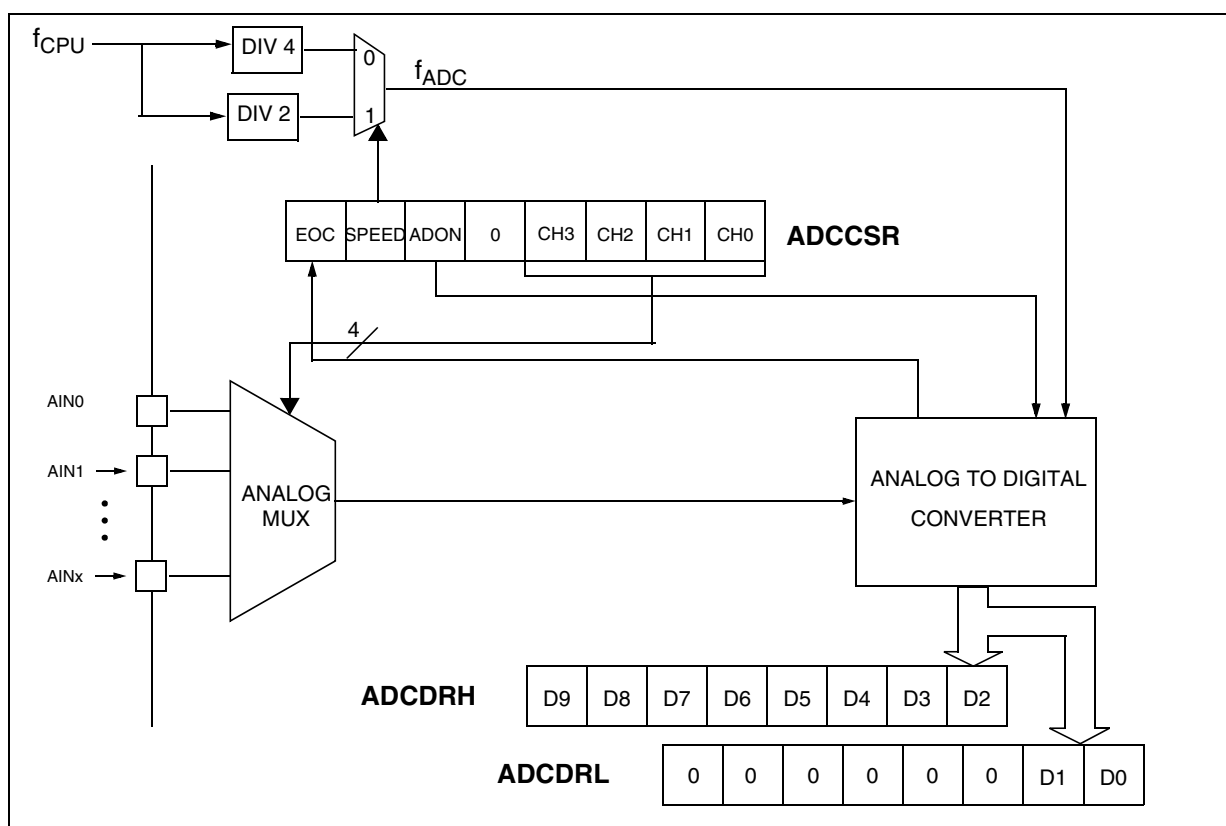 fCPU
DIV 4
0
fADC
DIV 2
1
EOC SPEED ADON 0 CH3 CH2 CH1 CH0 ADCCSR
4
AIN0
AIN1
AINx
ANALOG
MUX
ANALOG TO DIGITAL
CONVERTER
ADCDRH D9 D8 D7 D6 D5 D4 D3 D2
ADCDRL 0 0 0 0 0 0 D1 D0